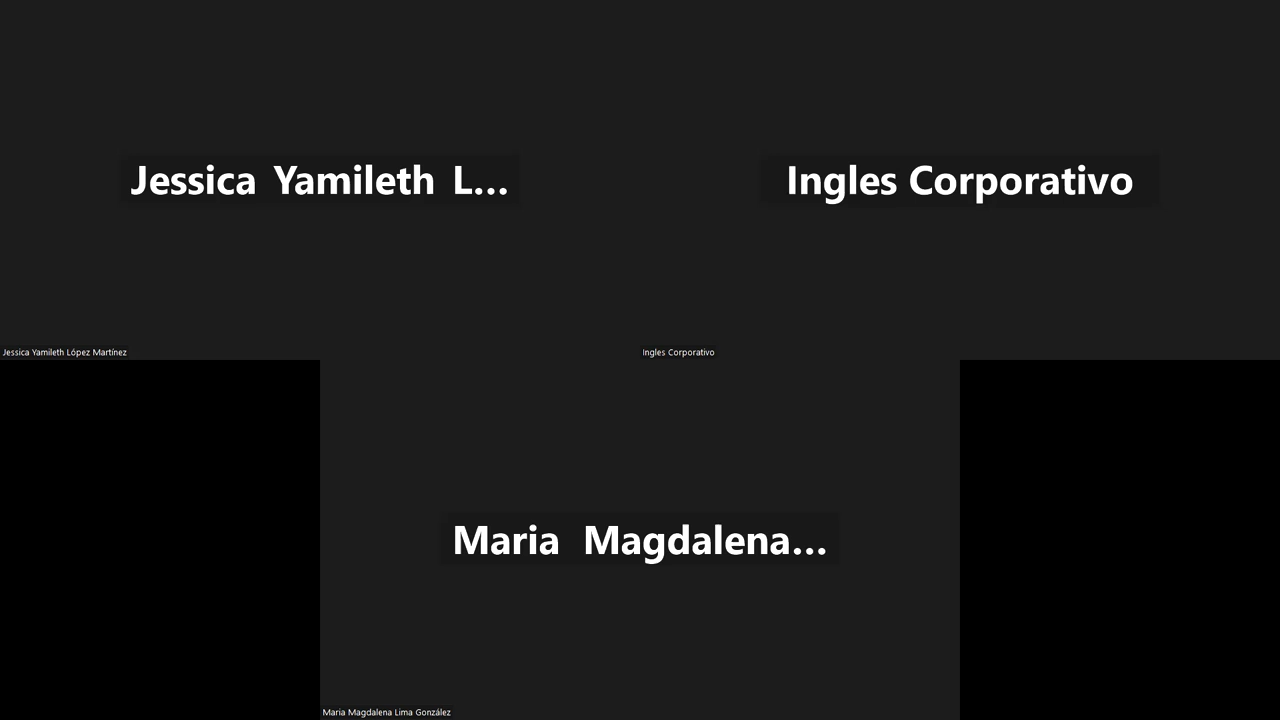 Jessica Yamileth L...
Ingles Corporativo
Jessica Yamileth López Martínez
Ingles Corporativo
Maria Magdalena...
Maria Magdalena Lima González